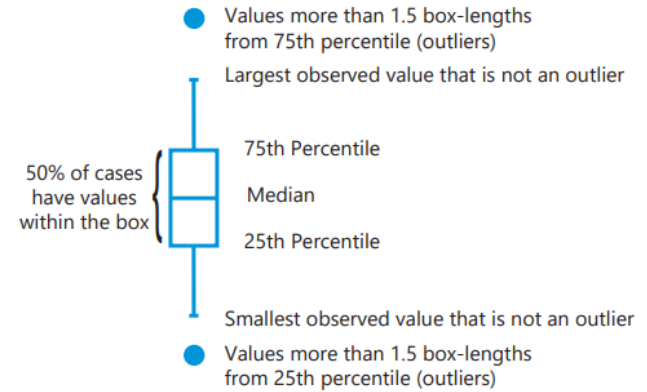 Values more than 1.5 box-lengths
from 75th percentile (outliers)
Largest observed value that is not an outlier
75th Percentile
50% of cases
have values
within the box
Median
25th Percentile
Smallest observed value that is not an outlier
Values more than 1.5 box-lengths
from 25th percentile (outliers)